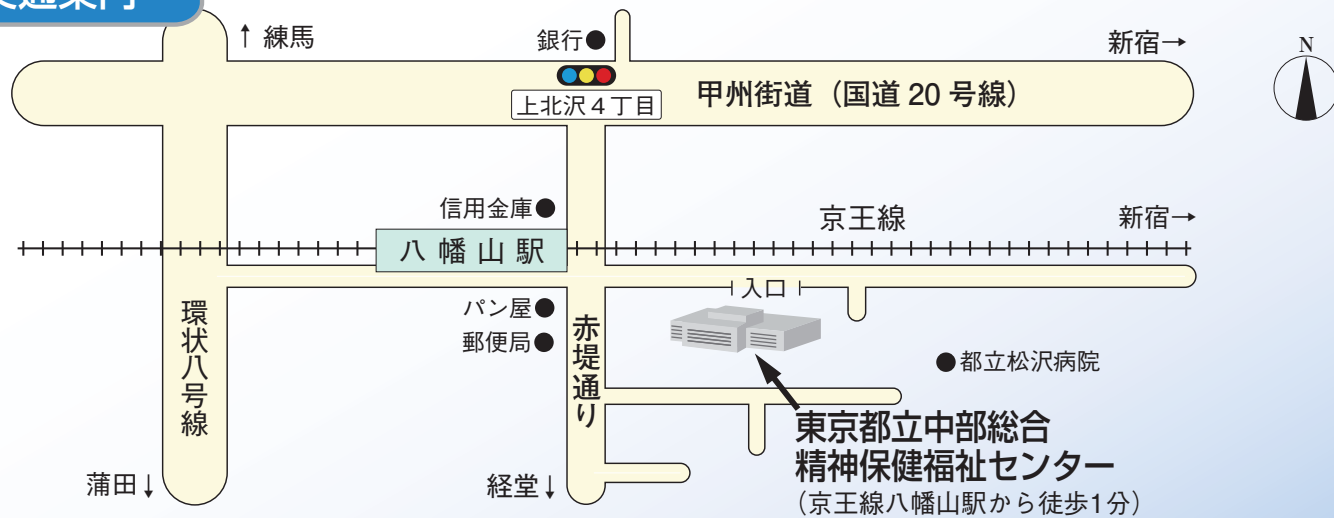 交通案内
↑ 練馬
銀行●
新宿→
N
上北沢4丁目
甲州街道（国道 20 号線）
信用金庫●
京王線
新宿→
八幡山駅
入口
環状八号線
パン屋●
郵便局●
赤堤通り
●都立松沢病院
東京都立中部総合
精神保健福祉センター
（京王線八幡山駅から徒歩1分）
蒲田↓
経堂↓